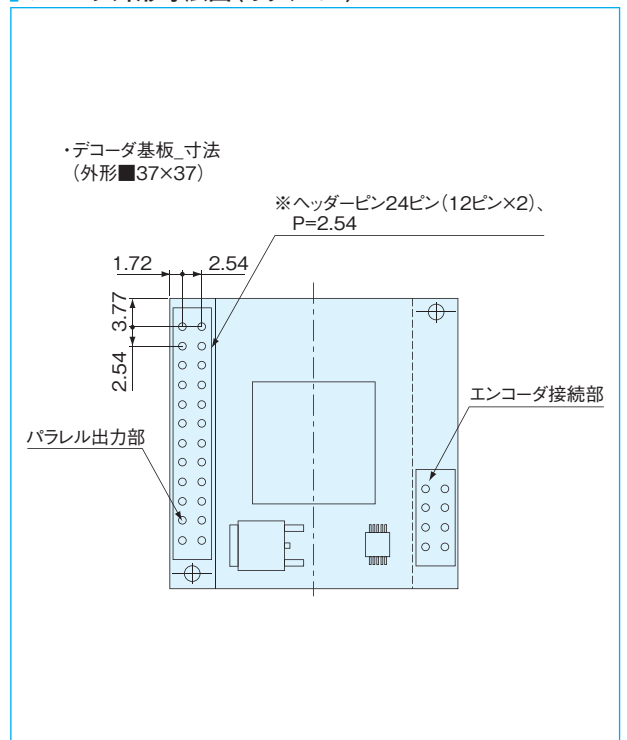 ・デコーダ基板_寸法
（外形■37×37）
※ヘッダーピン24ピン（12ピン×2）、
P=2.54
1.72
2.54
3.77
2.54
エンコーダ接続部
パラレル出力部